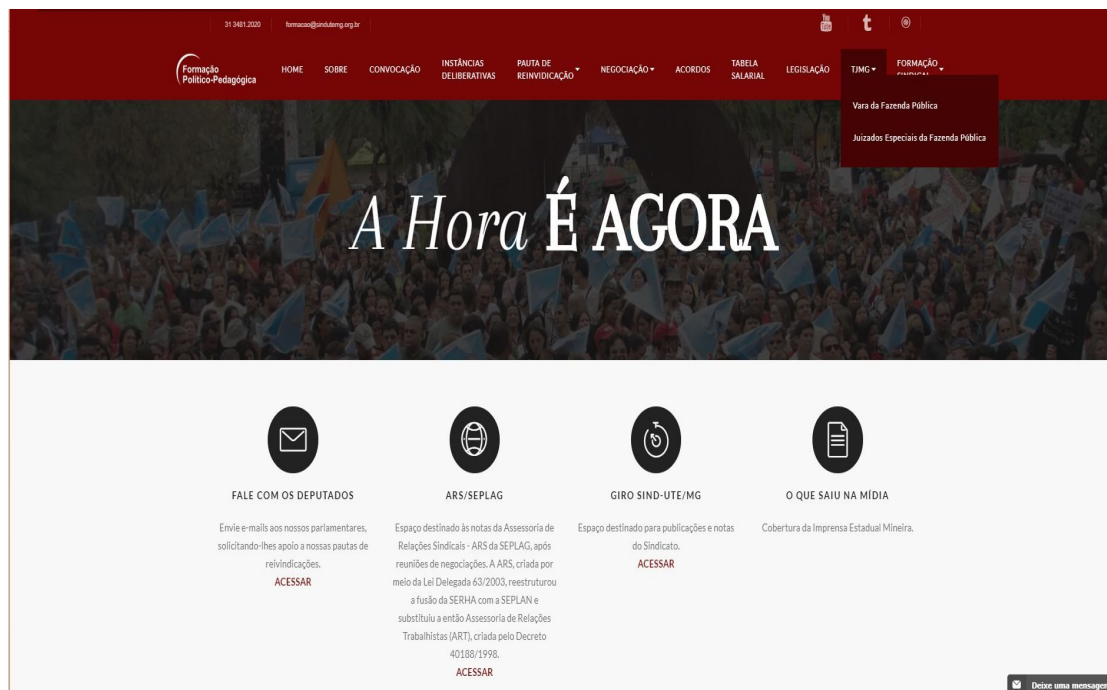 31 3481.2020 formacao@sindutemg.org.br You Tube t
Formação
Político-Pedagógica
HOME SOBRE CONVOCAÇÃO INSTÂNCIAS DELIBERATIVAS PAUTA DE REINVIDICAÇÃO NEGOCIAÇÃO ACORDOS TABELA SALARIAL LEGISLAÇÃO TJMG FORMAÇÃO SINDICAL
Vara da Fazenda Pública
Juizados Especiais da Fazenda Pública
A Hora É AGORA
FALE COM OS DEPUTADOS
Envie e-mails aos nossos parlamentares,
solicitando-lhes apoio a nossas pautas de
reivindicações.
ACESSAR
ARS/SEPLAG
Espaço destinado às notas da Assessoria de
Relações Sindicais - ARS da SEPLAG, após
reuniões de negociações. A ARS, criada por
meio da Lei Delegada 63/2003, reestruturou
a fusão da SERHA com a SEPLAN e
substituiu a então Assessoria de Relações
Trabalhistas (ART), criada pelo Decreto
40188/1998.
ACESSAR
GIRO SIND-UTE/MG
Espaço destinado para publicações e notas
do Sindicato.
ACESSAR
O QUE SAIU NA MÍDIA
Cobertura da Imprensa Estadual Mineira.
Deixe uma mensagem